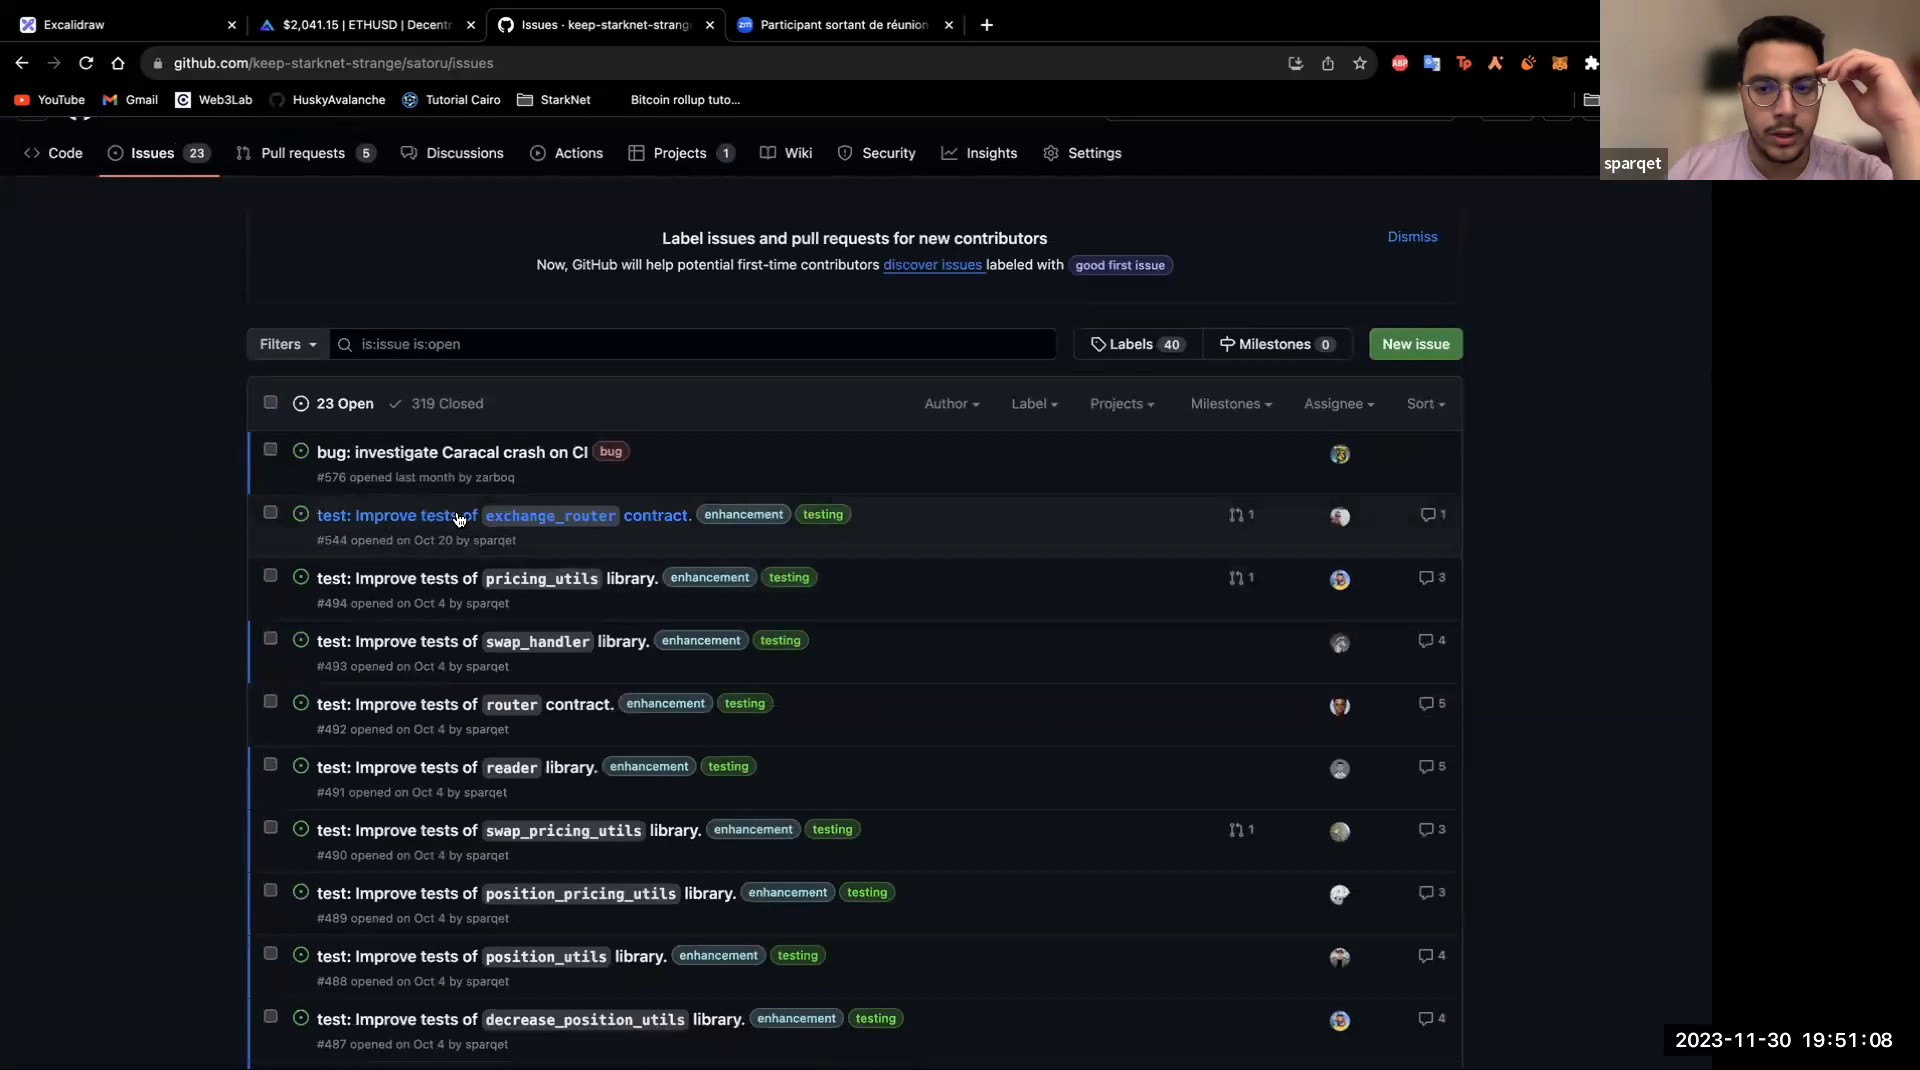 Excalidraw
$2,041.15 | ETHUSD | Decentr
Issues · keep-starknet-strange
Participant sortant de réunion
github.com/keep-starknet-strange/satoru/issues
YouTube
Gmail
Web3Lab
HuskyAvalanche
Tutorial Cairo
StarkNet
Bitcoin rollup tuto...
sparqet
Code
Issues 23
Pull requests 5
Discussions
Actions
Projects 1
Wiki
Security
Insights
Settings
Label issues and pull requests for new contributors
Dismiss
Now, GitHub will help potential first-time contributors discover issues labeled with good first issue
Filters
is:issue is:open
Labels 40
Milestones 0
New issue
23 Open
319 Closed
Author
Label
Projects
Milestones
Assignee
Sort
bug: investigate Caracal crash on CI bug
#576 opened last month by zarboq
test: Improve tests of exchange_router contract. enhancement testing 1 1
#544 opened on Oct 20 by sparqet
test: Improve tests of pricing_utils library. enhancement testing 1 3
#494 opened on Oct 4 by sparqet
test: Improve tests of swap_handler library. enhancement testing 4
#493 opened on Oct 4 by sparqet
test: Improve tests of router contract. enhancement testing 5
#492 opened on Oct 4 by sparqet
test: Improve tests of reader library. enhancement testing 5
#491 opened on Oct 4 by sparqet
test: Improve tests of swap_pricing_utils library. enhancement testing 1 3
#490 opened on Oct 4 by sparqet
test: Improve tests of position_pricing_utils library. enhancement testing 3
#489 opened on Oct 4 by sparqet
test: Improve tests of position_utils library. enhancement testing 4
#488 opened on Oct 4 by sparqet
test: Improve tests of decrease_position_utils library. enhancement testing 4
#487 opened on Oct 4 by sparqet
2023-11-30 19:51:08